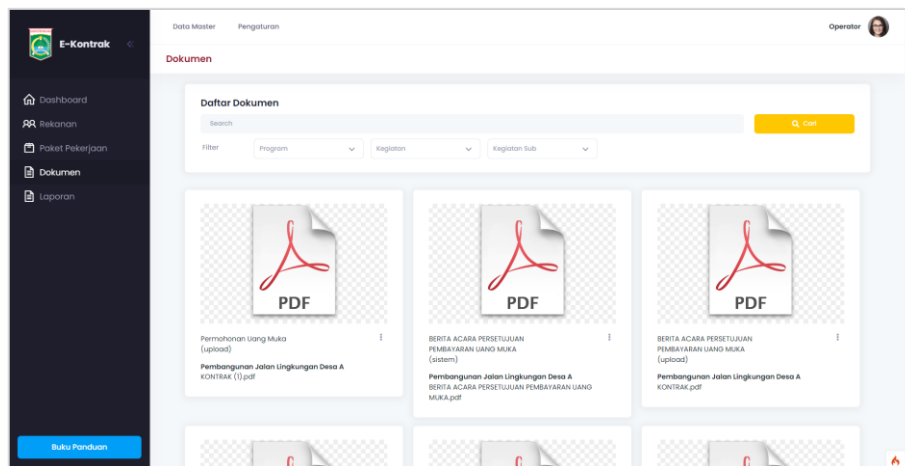 E-Kontrak
Data Master Pengaturan
Operator
Dokumen
Dashboard
Rekanan
Paket Pekerjaan
Dokumen
Laporan
Buku Panduan
Daftar Dokumen
Search
Cari
Filter
Program
Kegiatan
Kegiatan Sub
PDF
Permohonan Uang Muka
(upload)
Pembangunan Jalan Lingkungan Desa A
KONTRAK (1).pdf
PDF
BERITA ACARA PERSETUJUAN
PEMBAYARAN UANG MUKA
(sistem)
Pembangunan Jalan Lingkungan Desa A
BERITA ACARA PERSETUJUAN PEMBAYARAN UANG
MUKA.pdf
PDF
BERITA ACARA PERSETUJUAN
PEMBAYARAN UANG MUKA
(upload)
Pembangunan Jalan Lingkungan Desa A
KONTRAK.pdf